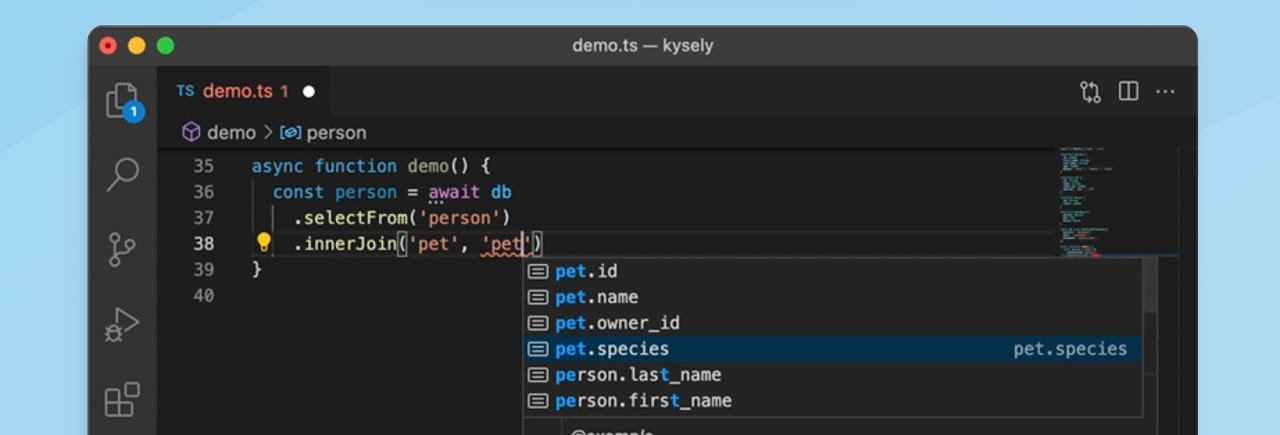 demo.ts — kysely
1
TS demo.ts 1
demo > person
35 async function demo() {
36 const person = await db
37 .selectFrom('person')
38 .innerJoin('pet', 'pet')
39 }
40
pet.id
pet.name
pet.owner_id
pet.species pet.species
person.last_name
person.first_name